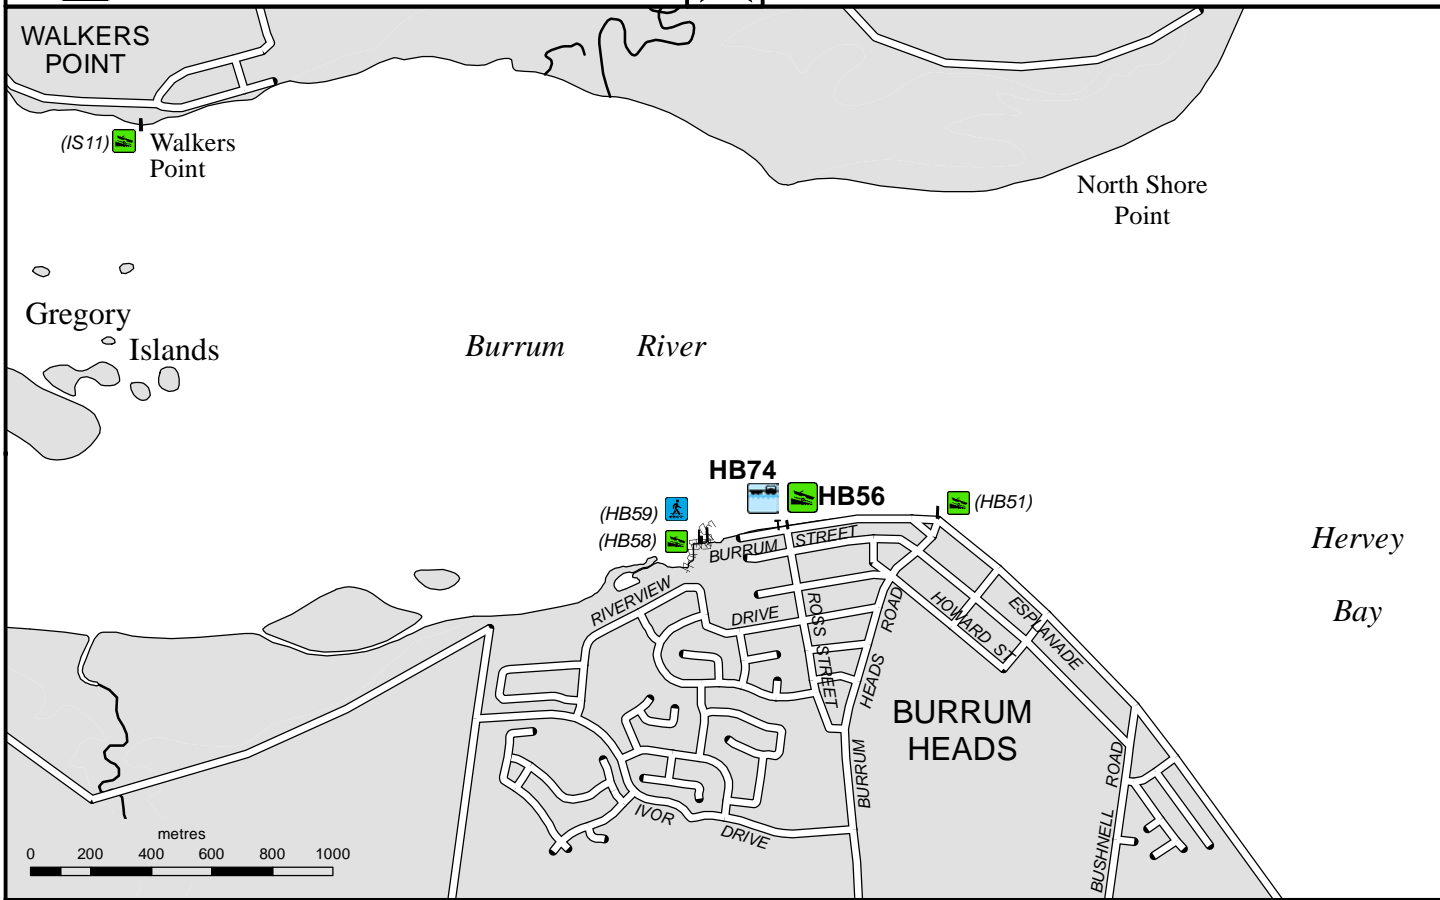 WALKERS
POINT
(IS11)
Walkers
Point
North Shore
Point
Gregory
Islands
Burrum River
HB74
HB56
(HB59)
(HB51)
(HB58)
Hervey
Bay
BURRUM STREET
RIVERVIEW
DRIVE
ROSS STREET
HEADS ROAD
HOWARD ST
ESPLANADE
BURRUM
HEADS
BURRUM
BUSHNELL ROAD
IVOR DRIVE
metres
0 200 400 600 800 1000